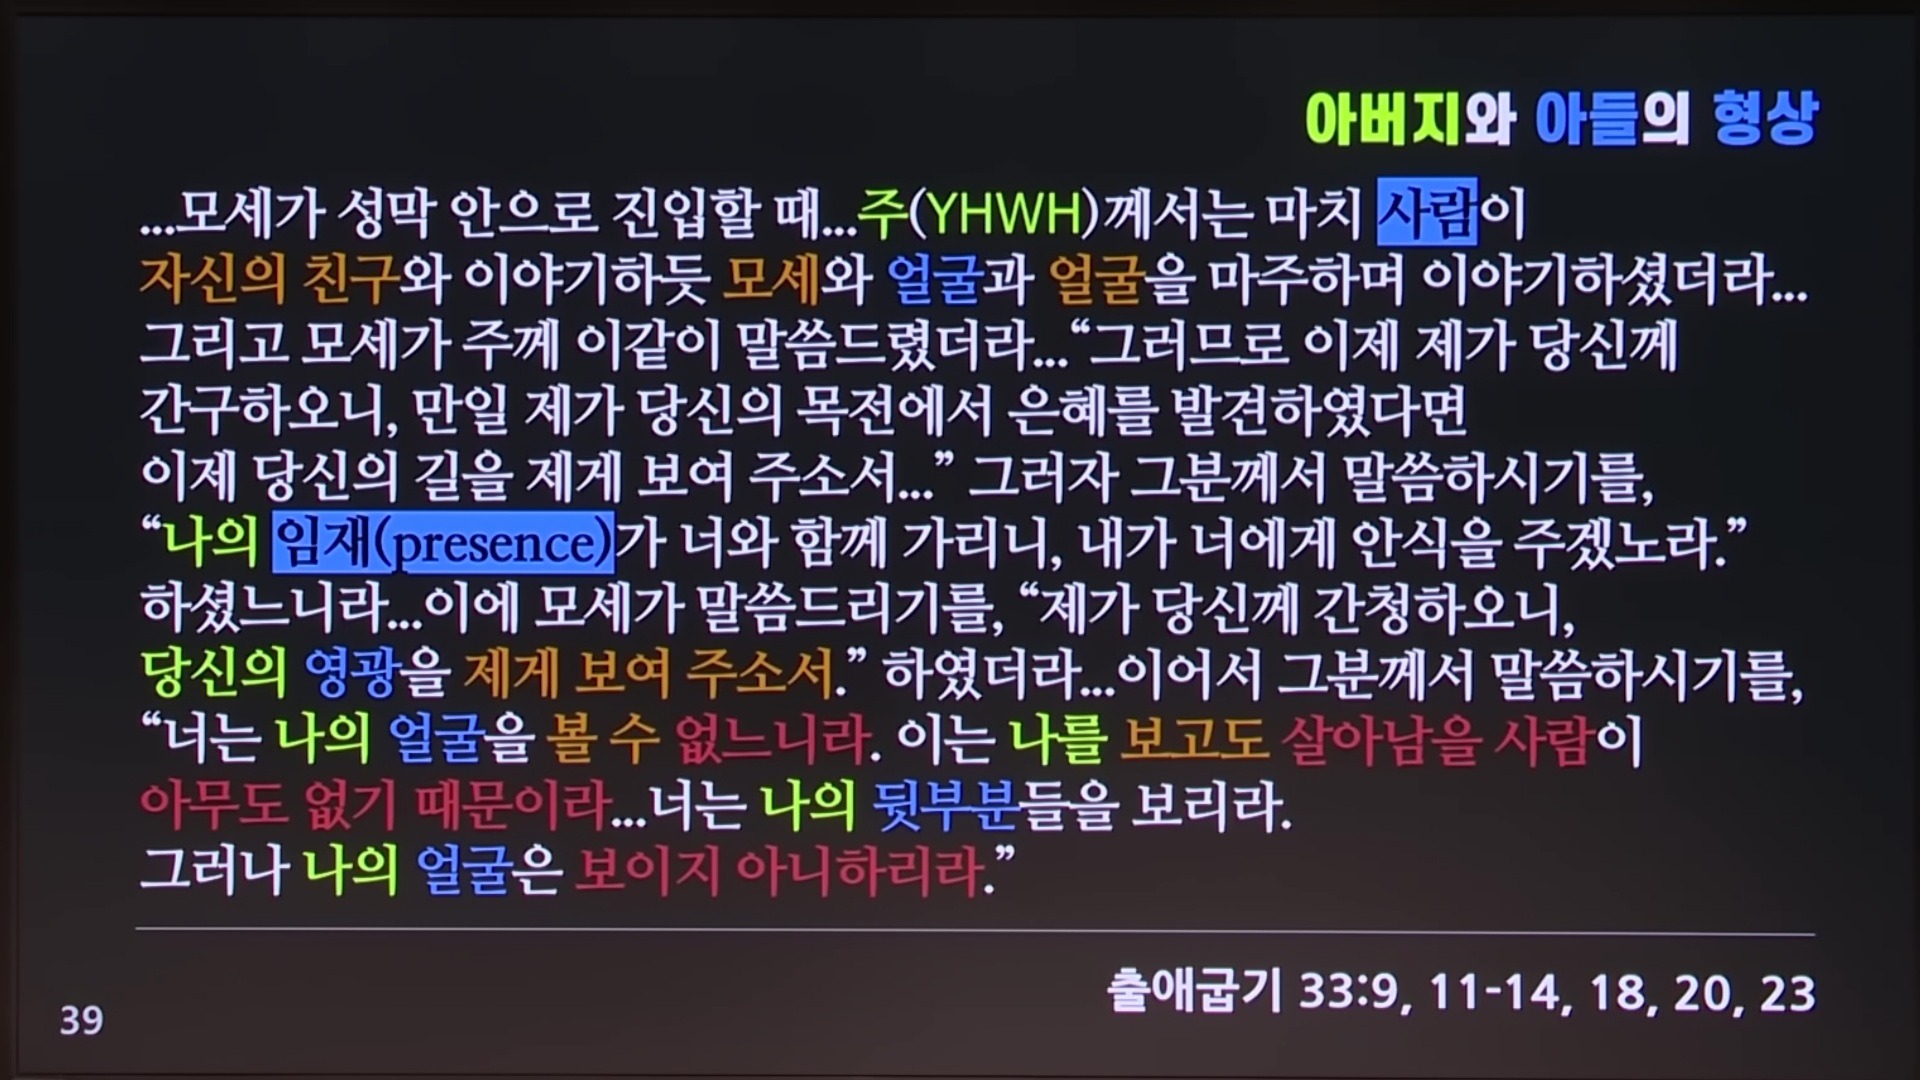 아버지와 아들의 형상
...모세가 성막 안으로 진입할 때...주(YHWH)께서는 마치 사람이
자신의 친구와 이야기하듯 모세와 얼굴과 얼굴을 마주하며 이야기하셨더라...
그리고 모세가 주께 이같이 말씀드렸더라...“그러므로 이제 제가 당신께
간구하오니, 만일 제가 당신의 목전에서 은혜를 발견하였다면
이제 당신의 길을 제게 보여 주소서...” 그러자 그분께서 말씀하시기를,
“나의 임재(presence)가 너와 함께 가리니, 내가 너에게 안식을 주겠노라.”
하셨느니라...이에 모세가 말씀드리기를, “제가 당신께 간청하오니,
당신의 영광을 제게 보여 주소서.” 하였더라...이어서 그분께서 말씀하시기를,
“너는 나의 얼굴을 볼 수 없느니라. 이는 나를 보고도 살아남을 사람이
아무도 없기 때문이라...너는 나의 뒷부분들을 보리라.
그러나 나의 얼굴은 보이지 아니하리라.”
출애굽기 33:9, 11-14, 18, 20, 23
39